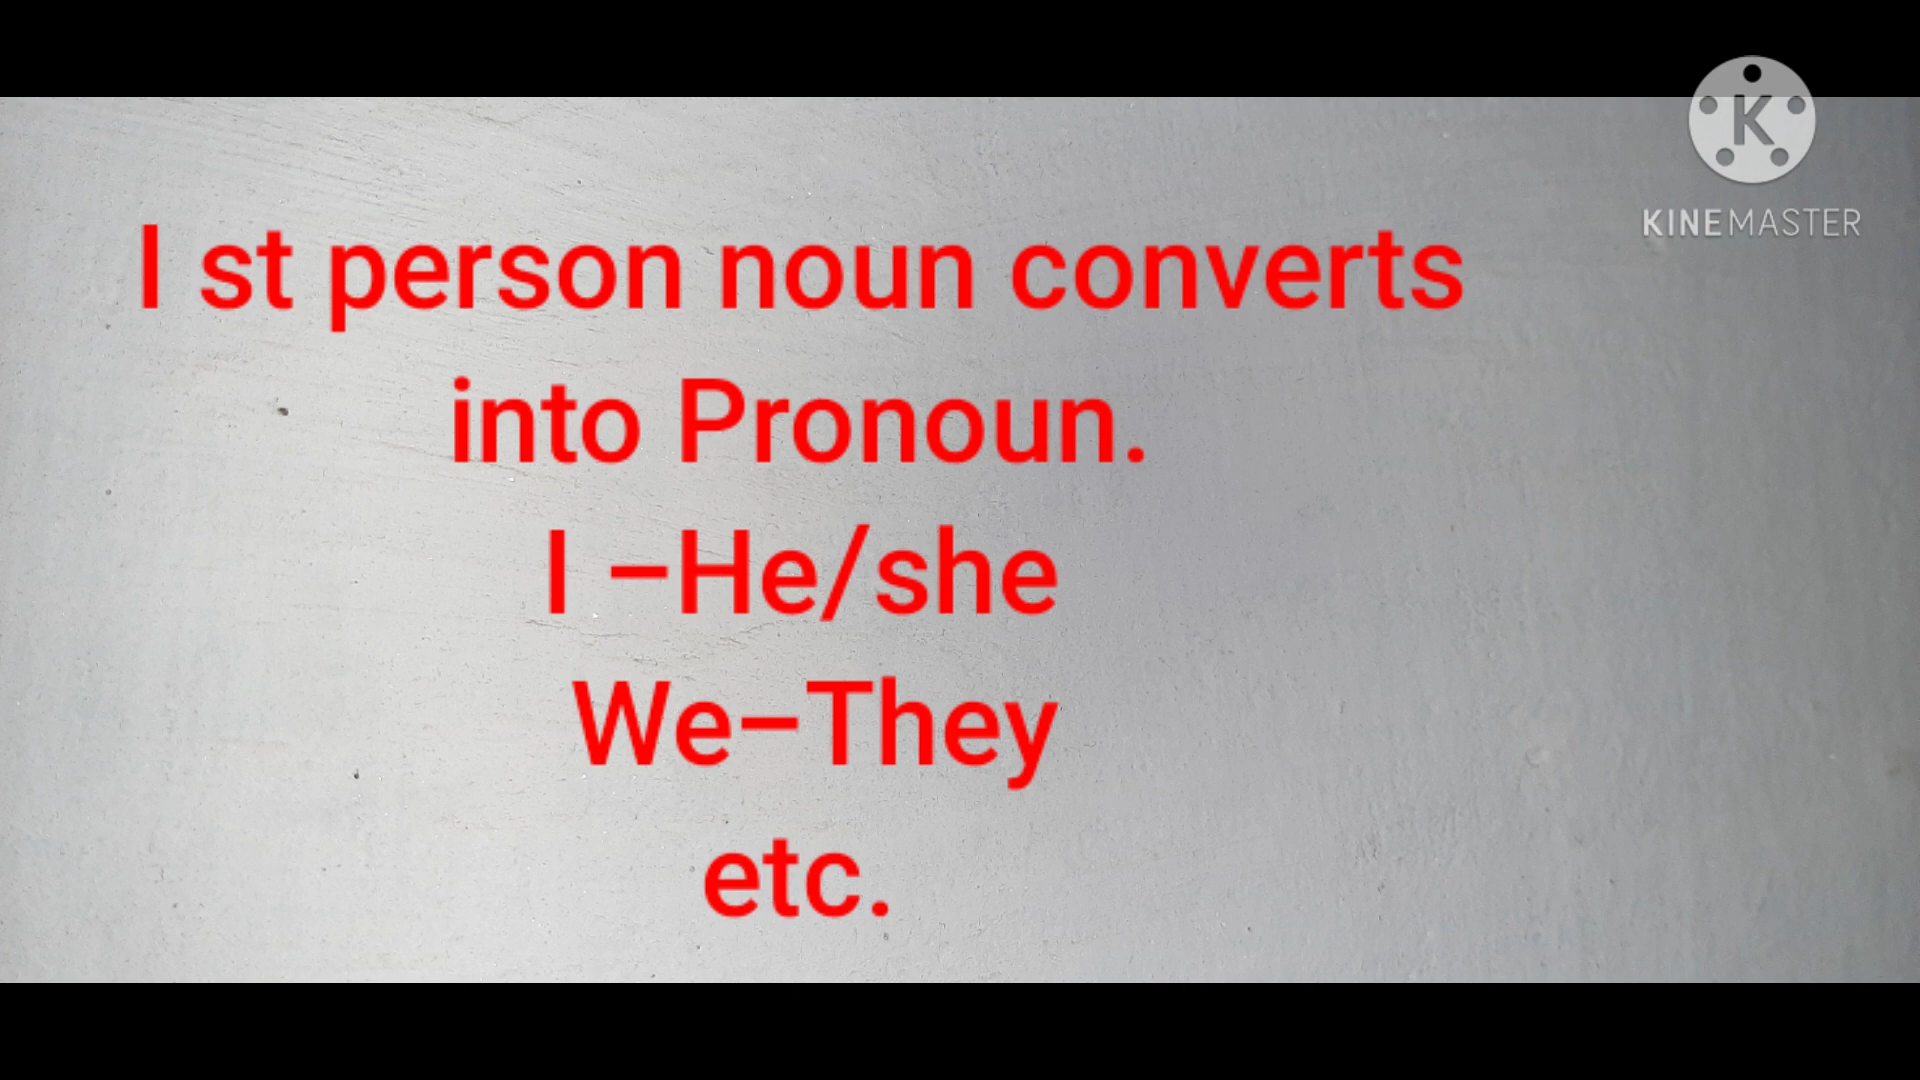 KINEMASTER
I st person noun converts
into Pronoun.
I –He/she
We–They
etc.